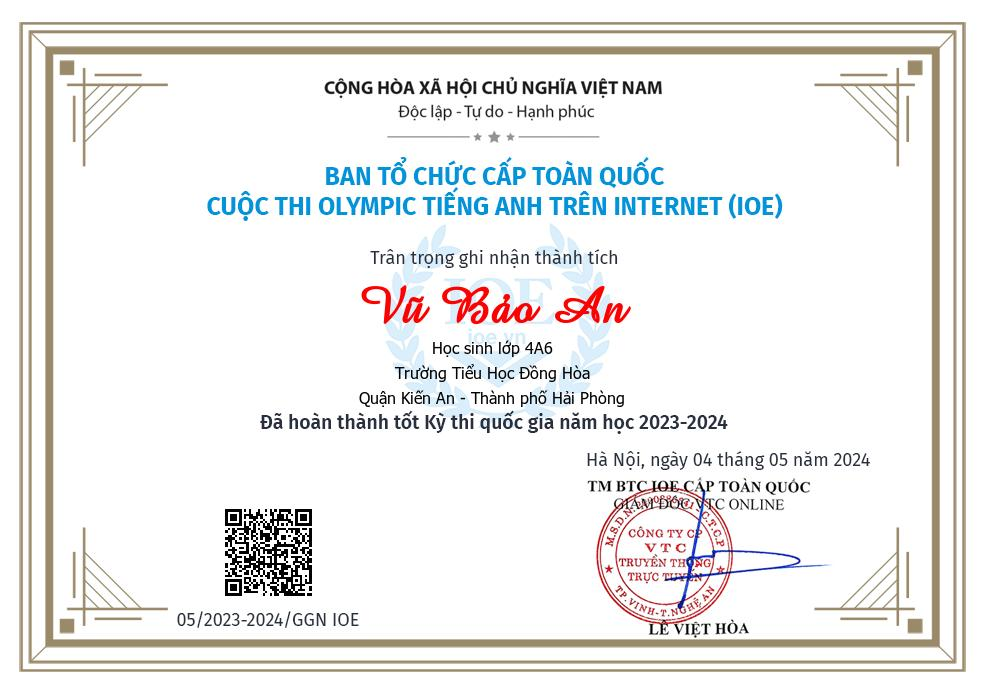 CỘNG HÒA XÃ HỘI CHỦ NGHĨA VIỆT NAM
Độc lập - Tự do - Hạnh phúc
BAN TỔ CHỨC CẤP TOÀN QUỐC
CUỘC THI OLYMPIC TIẾNG ANH TRÊN INTERNET (IOE)
Trân trọng ghi nhận thành tích
IOE
Vũ Bảo An
ioe.vn
Học sinh lớp 4A6
Trường Tiểu Học Đồng Hòa
Quận Kiến An - Thành phố Hải Phòng
Đã hoàn thành tốt Kỳ thi quốc gia năm học 2023-2024
Hà Nội, ngày 04 tháng 05 năm 2024
TM BTC IOE CẤP TOÀN QUỐC
GIÁM ĐỐC VTC ONLINE
M.S.D.N: C.T.C.P
CÔNG TY CP
VTC
TRUYỀN THÔNG
TRỰC TUYẾN
TP.VINH-T.NGHỆ AN
LÊ VIỆT HÒA
05/2023-2024/GGN IOE